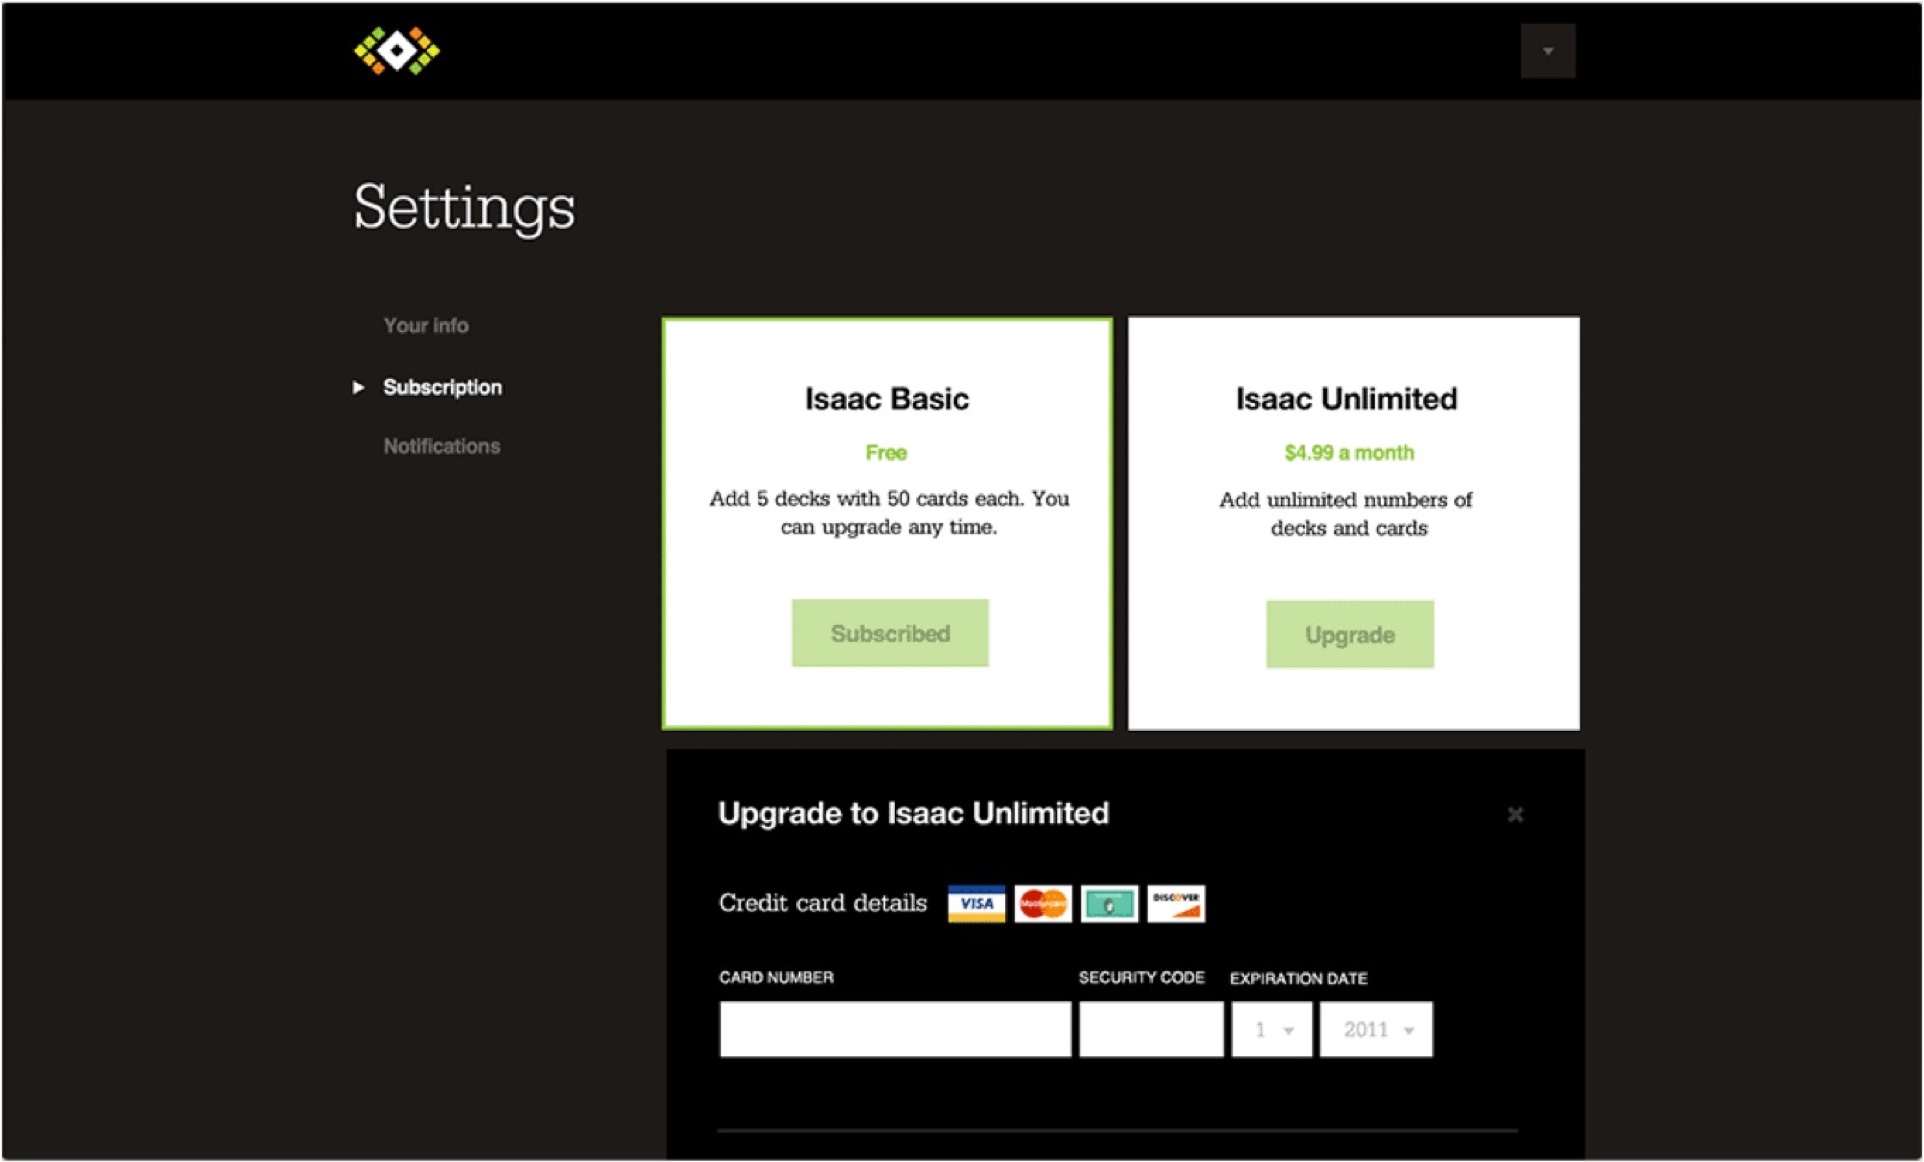 Settings
Your info
Subscription
Notifications
Isaac Basic
Free
Add 5 decks with 50 cards each. You
can upgrade any time.
Subscribed
Isaac Unlimited
$4.99 a month
Add unlimited numbers of
decks and cards
Upgrade
Upgrade to Isaac Unlimited
Credit card details
VISA
MasterCard
DISCOVER
CARD NUMBER
SECURITY CODE
EXPIRATION DATE
1
2011